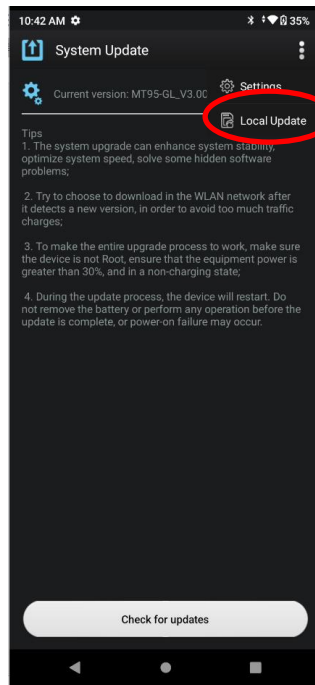 10:42 AM 35%
System Update
Settings
Current version: MT95-GL_V3.00
Local Update
Tips
1. The system upgrade can enhance system stability,
optimize system speed, solve some hidden software
problems;
2. Try to choose to download in the WLAN network after
it detects a new version, in order to avoid too much traffic
charges;
3. To make the entire upgrade process to work, make sure
the device is not Root, ensure that the equipment power is
greater than 30%, and in a non-charging state;
4. During the update process, the device will restart. Do
not remove the battery or perform any operation before the
update is complete, or power-on failure may occur.
Check for updates